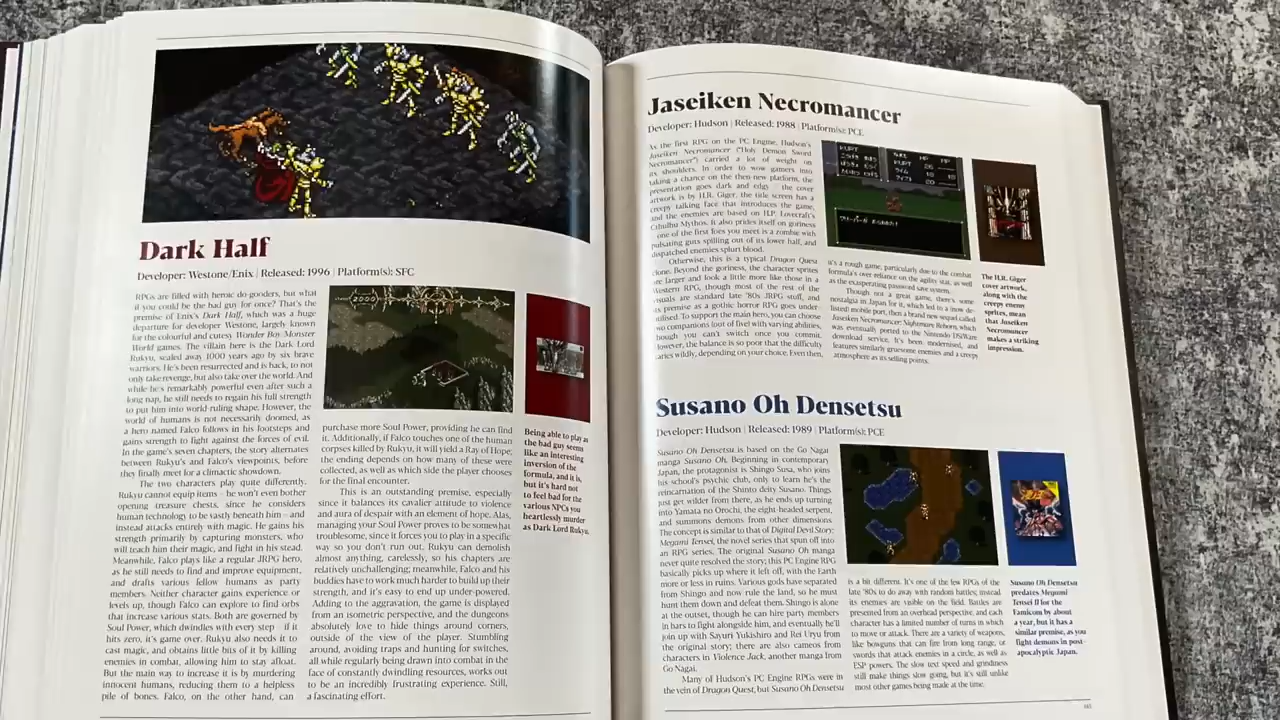 Dark Half
Developer: Westone/Enix | Released: 1996 | Platform(s): SFC
RPGs are filled with heroic do-gooders, but what
if you could be the bad guy for once? That's the
premise of Enix's Dark Half, which was a huge
departure for developer Westone, largely known
for the colourful and cutesy Wonder Boy Monster
World games. The villain here is the Dark Lord
Rukyu, sealed away 1000 years ago by six brave
warriors. He's been resurrected and is back, to not
only take revenge, but also take over the world. And
while he's remarkably powerful even after such a
long nap, he still needs to regain his full strength
to put him into world-ruling shape. However, the
world of humans is not necessarily doomed, as
a hero named Falco follows in his footsteps and
gains strength to fight against the forces of evil.
In the game's seven chapters, the story alternates
between Rukyu's and Falco's viewpoints, before
they finally meet for a climactic showdown.
The two characters play quite differently.
Rukyu cannot equip items – he won't even bother
opening treasure chests, since he considers
human technology to be vastly beneath him – and
instead attacks entirely with magic. He gains his
strength primarily by capturing monsters, who
will teach him their magic, and fight in his stead.
Meanwhile, Falco plays like a regular JRPG hero,
as he still needs to find and improve equipment,
and drafts various fellow humans as party
members. Neither character gains experience or
levels up, though Falco can explore to find orbs
that increase various stats. Both are governed by
Soul Power, which dwindles with every step – if it
hits zero, it's game over. Rukyu also needs it to
cast magic, and obtains little bits of it by killing
enemies in combat, allowing him to stay afloat.
But the main way to increase it is by murdering
innocent humans, reducing them to a helpless
pile of bones. Falco, on the other hand, can
2000
purchase more Soul Power, providing he can find
it. Additionally, if Falco touches one of the human
corpses killed by Rukyu, it will yield a Ray of Hope;
the ending depends on how many of these were
collected, as well as which side the player chooses
for the final encounter.
This is an outstanding premise, especially
since it balances its cavalier attitude to violence
and aura of despair with an element of hope. Alas,
managing your Soul Power proves to be somewhat
troublesome, since it forces you to play in a specific
way so you don't run out. Rukyu can demolish
almost anything, carelessly, so his chapters are
relatively unchallenging; meanwhile, Falco and his
buddies have to work much harder to build up their
strength, and it's easy to end up under-powered.
Adding to the aggravation, the game is displayed
from an isometric perspective, and the dungeons
absolutely love to hide things around corners,
outside of the view of the player. Stumbling
around, avoiding traps and hunting for switches,
all while regularly being drawn into combat in the
face of constantly dwindling resources, works out
to be an incredibly frustrating experience. Still,
a fascinating effort.
Being able to play as
the bad guy seems
like an interesting
inversion of the
formula, and it is,
but it's hard not
to feel bad for the
various NPCs you
heartlessly murder
as Dark Lord Rukyu.
Jaseiken Necromancer
Developer: Hudson | Released: 1988 | Platform(s): PCE
As the first RPG on the PC Engine, Hudson's
Jaseiken Necromancer ("Holy Demon Sword
Necromancer") carried a lot of weight on
its shoulders. In order to wow gamers into
taking a chance on the then-new platform, the
presentation goes dark and edgy – the cover
artwork is by H.R. Giger, the title screen has a
creepy talking face that introduces the game,
and the enemies are based on H.P. Lovecraft's
Cthulhu Mythos. It also prides itself on goriness
– one of the first foes you meet is a zombie with
pulsating guts spilling out of its lower half, and
dispatched enemies splurt blood.
Otherwise, this is a typical Dragon Quest
clone. Beyond the goriness, the character sprites
are larger and look a little more like those in a
Western RPG, though most of the rest of the
visuals are standard late '80s JRPG stuff, and
its premise as a gothic horror RPG goes under-
utilised. To support the main hero, you can choose
two companions (out of five) with varying abilities,
though you can't switch once you commit.
However, the balance is so poor that the difficulty
varies wildly, depending on your choice. Even then,
it's a rough game, particularly due to the combat
formula's over-reliance on the agility stat, as well
as the exasperating password save system.
Though not a great game, there's some
nostalgia in Japan for it, which led to a (now de-
listed) mobile port, then a brand new sequel called
Jaseiken Necromancer: Nightmare Reborn, which
was eventually ported to the Nintendo DSiWare
download service. It's been modernised, and
features similarly gruesome enemies and a creepy
atmosphere as its selling points.
The H.R. Giger
cover artwork,
along with the
creepy enemy
sprites, mean
that Jaseiken
Necromancer
makes a striking
impression.
Susano Oh Densetsu
Developer: Hudson | Released: 1989 | Platform(s): PCE
Susano Oh Densetsu is based on the Go Nagai
manga Susano Oh. Beginning in contemporary
Japan, the protagonist is Shingo Susa, who joins
his school's psychic club, only to learn he's the
reincarnation of the Shinto deity Susano. Things
just get wilder from there, as he ends up turning
into Yamata no Orochi, the eight-headed serpent,
and summons demons from other dimensions.
The concept is similar to that of Digital Devil Story:
Megami Tensei, the novel series that spun off into
an RPG series. The original Susano Oh manga
never quite resolved the story; this PC Engine RPG
basically picks up where it left off, with the Earth
more or less in ruins. Various gods have separated
from Shingo and now rule the land, so he must
hunt them down and defeat them. Shingo is alone
at the outset, though he can hire party members
in bars to fight alongside him, and eventually he'll
join up with Sayuri Yukishiro and Rei Uryu from
the original story; there are also cameos from
characters in Violence Jack, another manga from
Go Nagai.
Many of Hudson's PC Engine RPGs were in
the vein of Dragon Quest, but Susano Oh Densetsu
is a bit different. It's one of the few RPGs of the
late '80s to do away with random battles; instead
its enemies are visible on the field. Battles are
presented from an overhead perspective, and each
character has a limited number of turns in which
to move or attack. There are a variety of weapons,
like bowguns that can fire from long range, or
swords that attack enemies in a circle, as well as
ESP powers. The slow text speed and grindiness
still make things slow going, but it's still unlike
most other games being made at the time.
Susano Oh Densetsu
predates Megami
Tensei II for the
Famicom by about
a year, but it has a
similar premise, as you
fight demons in post-
apocalyptic Japan.